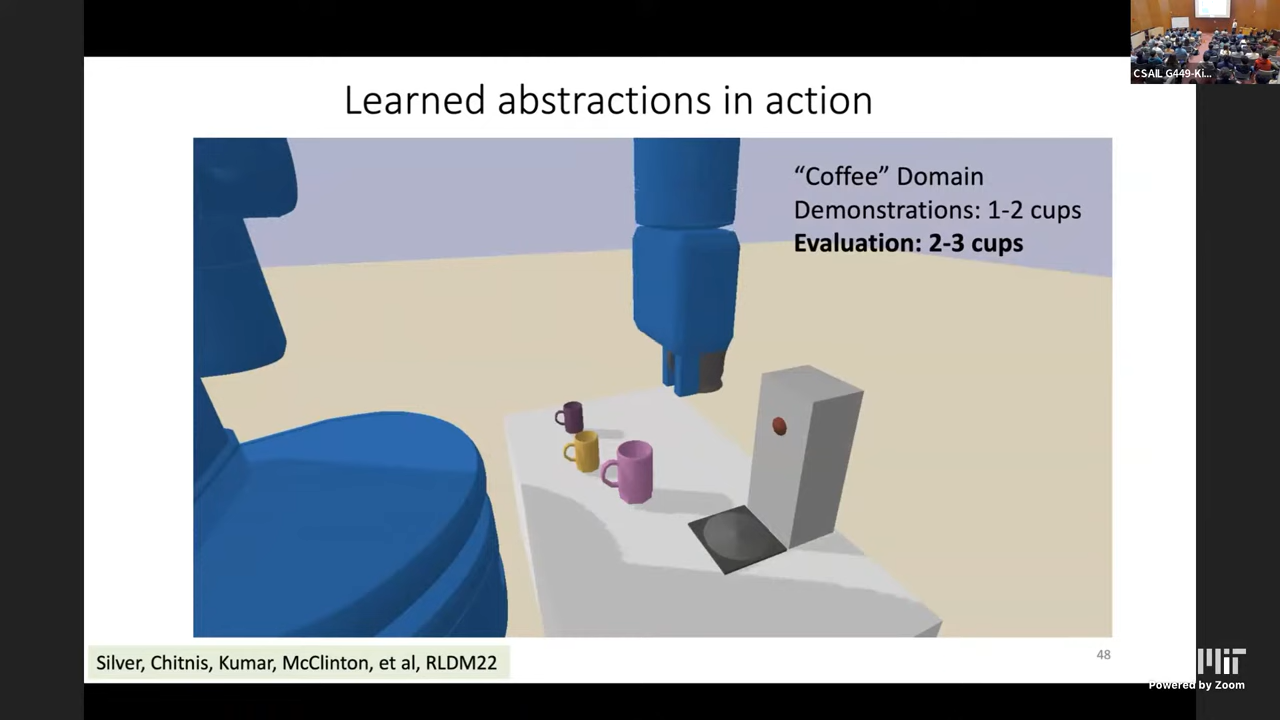 CSAIL G449-Ki...
Learned abstractions in action
“Coffee” Domain
Demonstrations: 1-2 cups
Evaluation: 2-3 cups
Silver, Chitnis, Kumar, McClinton, et al, RLDM22
48
MIT
Powered by Zoom